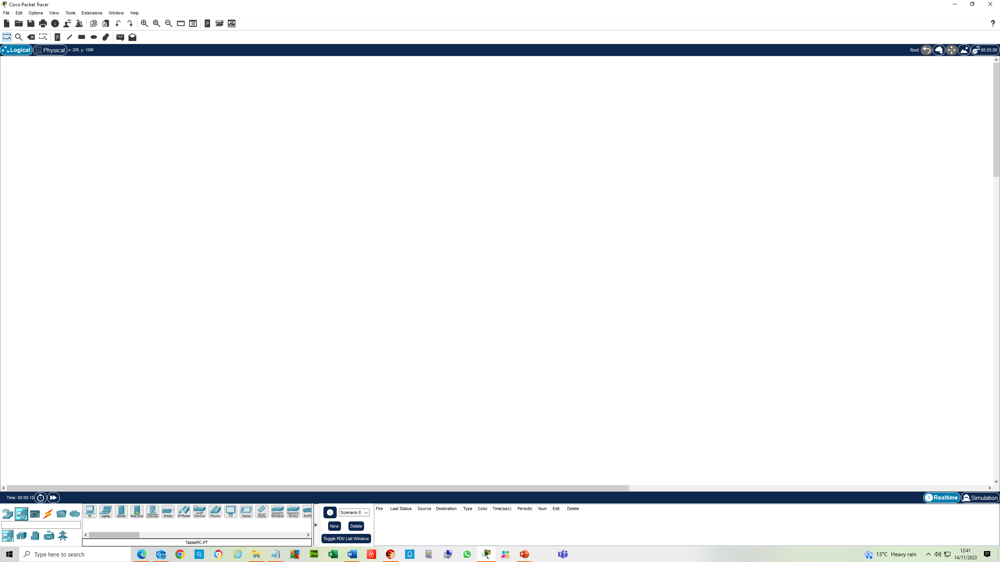 Cisco Packet Tracer
File Edit Options View Tools Extensions Window Help
Logical Physical x: 226, y: 1089 Root 00:05:00
Time: 00:00:10 Realtime Simulation
PC Laptop Server Meraki Server Network Controller Printer IP Phone VoIP Device Phone TV Tablet Smart Phone Generic Wireless Generic Wired Sniff
TabletPC-PT
Scenario 0
New Delete
Toggle PDU List Window
Fire Last Status Source Destination Type Color Time(sec) Periodic Num Edit Delete
Type here to search
Dw
13°C Heavy rain
12:41
14/11/2023